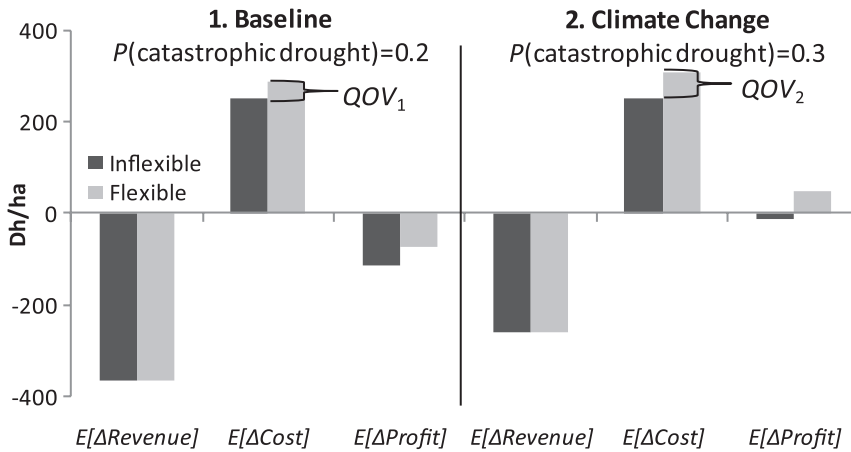 1. Baseline
P(catastrophic drought)=0.2
2. Climate Change
P(catastrophic drought)=0.3
QOV1
QOV2
Inflexible
Flexible
Dh/ha
400
200
0
-200
-400
E[ΔRevenue] E[ΔCost] E[ΔProfit] E[ΔRevenue] E[ΔCost] E[ΔProfit]